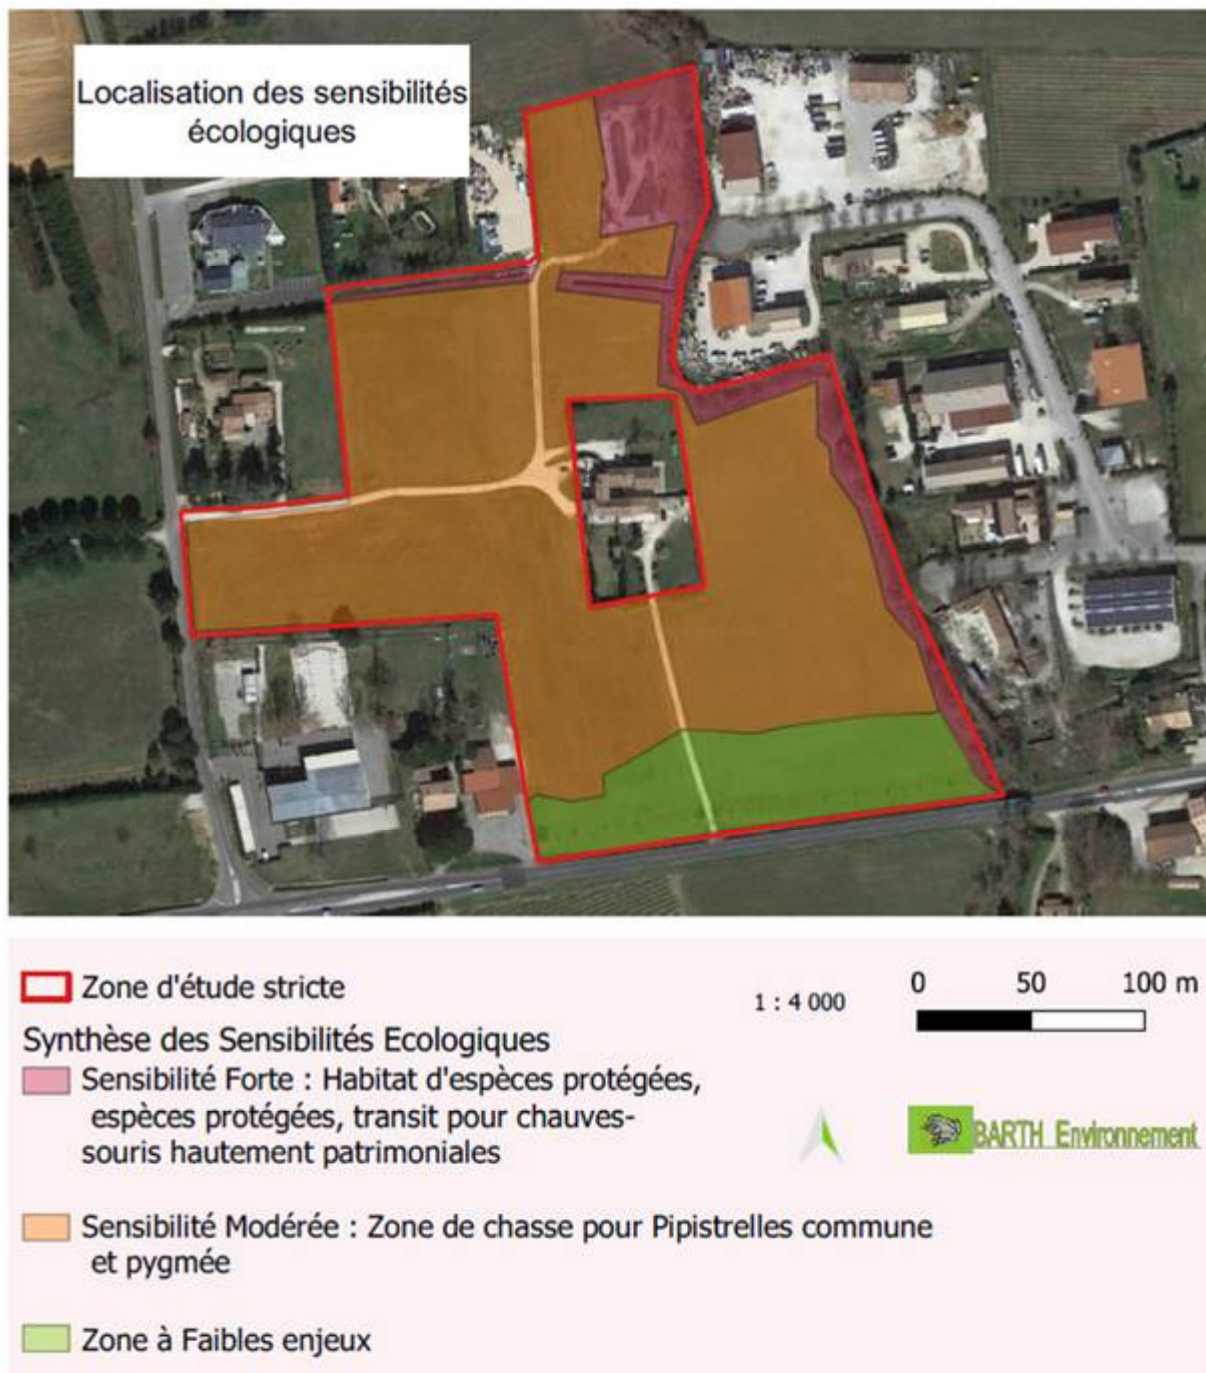 Localisation des sensibilités
écologiques
Zone d'étude stricte
1 : 4 000
0 50 100 m
Synthèse des Sensibilités Ecologiques
Sensibilité Forte : Habitat d'espèces protégées,
espèces protégées, transit pour chauves-
souris hautement patrimoniales
BARTH Environnement
Sensibilité Modérée : Zone de chasse pour Pipistrelles commune
et pygmée
Zone à Faibles enjeux